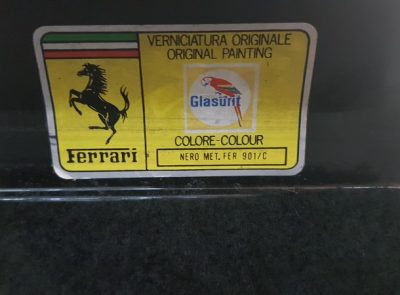 VERNICIATURA ORIGINALE
ORIGINAL PAINTING
Glasurit
COLORE-COLOUR
Ferrari
NERO MET. FER 901/C